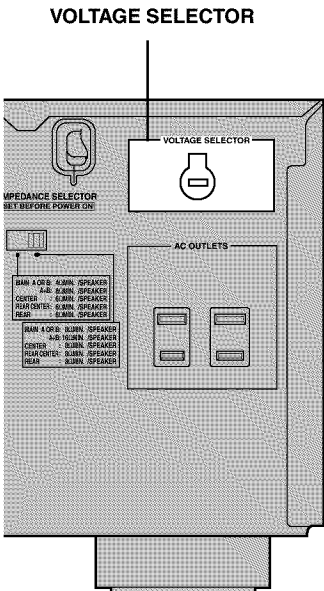 VOLTAGE SELECTOR
VOLTAGE SELECTOR
MPEDANCE SELECTOR
SET BEFORE POWER ON
AC OUTLETS
MAIN A OR B: 4ΩMIN. /SPEAKER
A+B: 8ΩMIN. /SPEAKER
CENTER : 6ΩMIN. /SPEAKER
REAR CENTER: 6ΩMIN. /SPEAKER
REAR : 6ΩMIN. /SPEAKER
MAIN A OR B: 8ΩMIN. /SPEAKER
A+B: 16ΩMIN. /SPEAKER
CENTER : 8ΩMIN. /SPEAKER
REAR CENTER: 8ΩMIN. /SPEAKER
REAR : 8ΩMIN. /SPEAKER